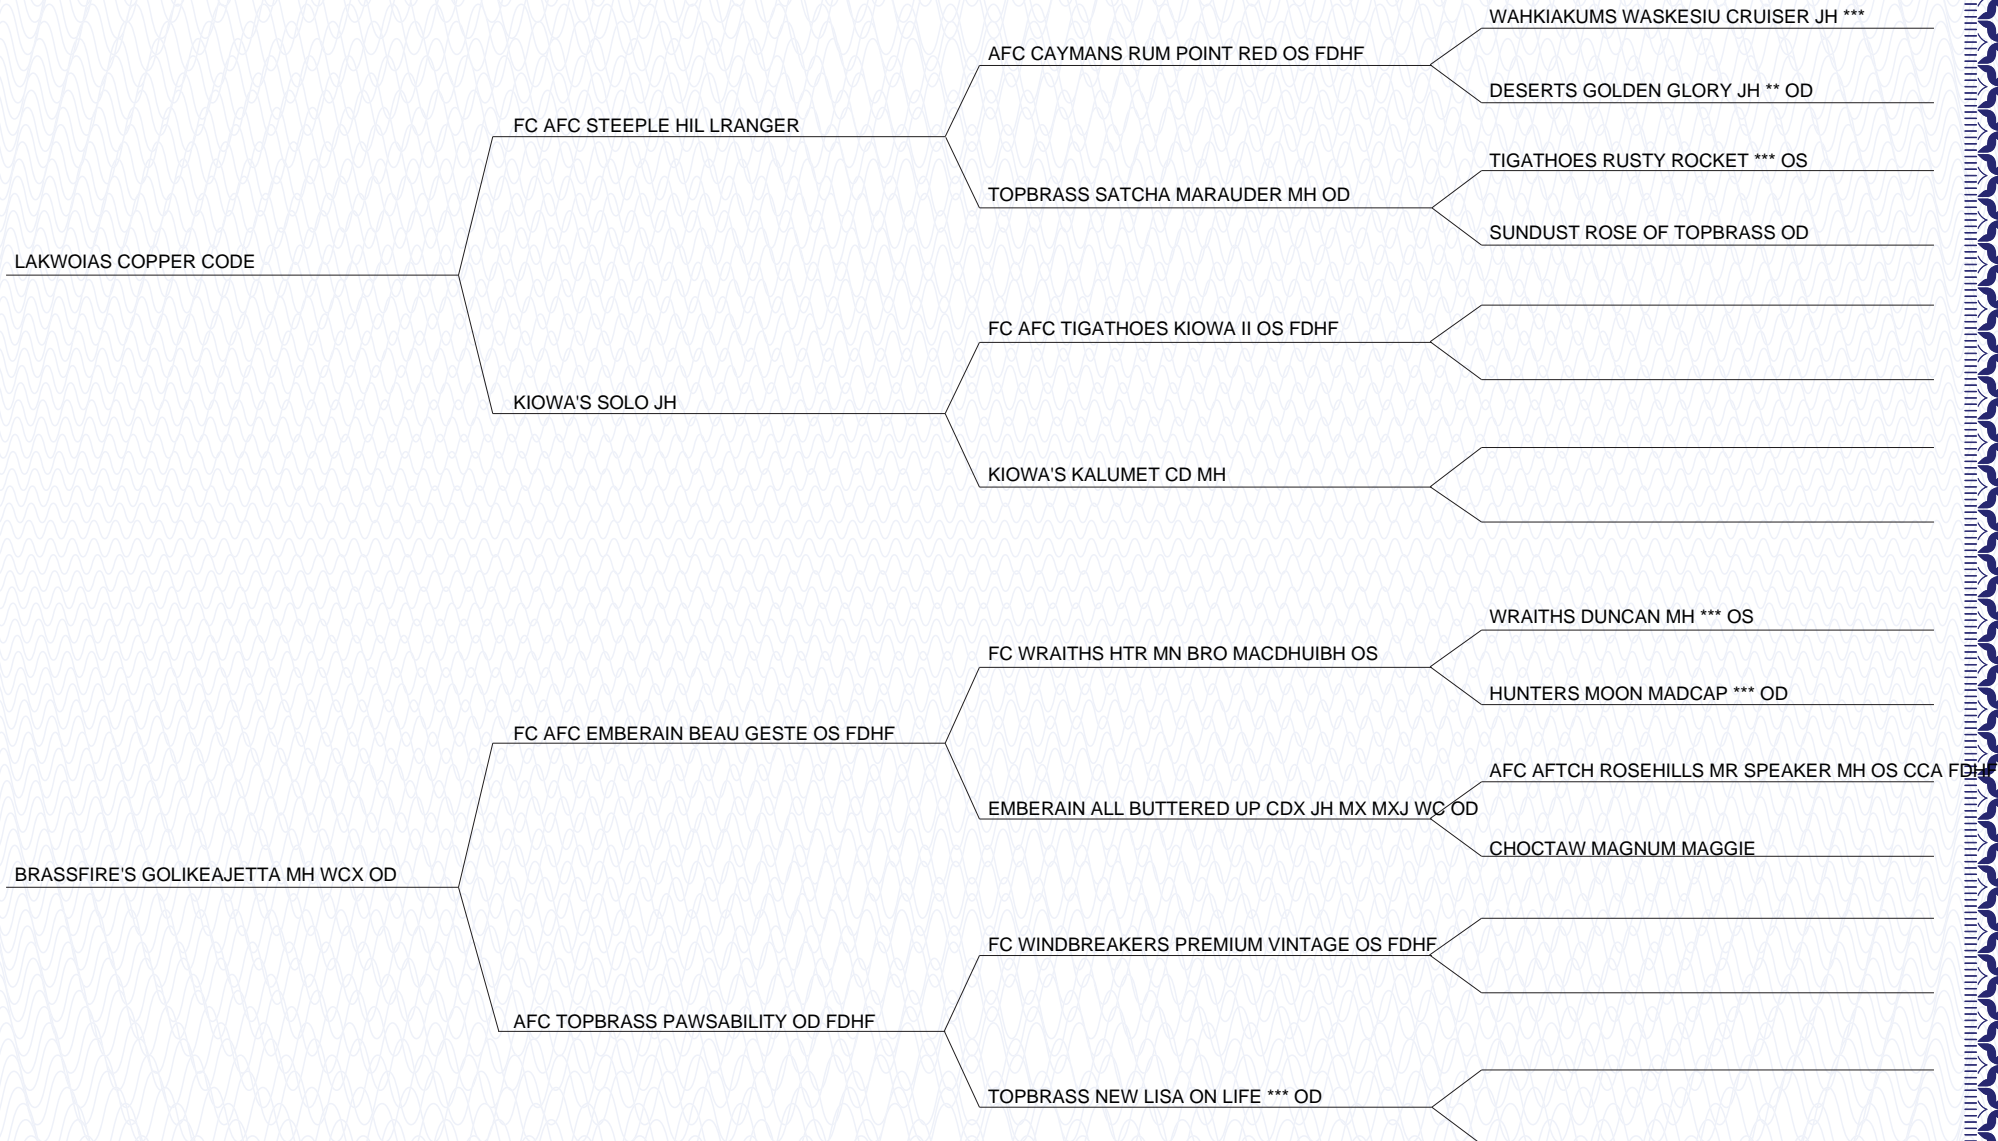 WAHKIAKUMS WASKESIU CRUISER JH ***
AFC CAYMANS RUM POINT RED OS FDHF
DESERTS GOLDEN GLORY JH ** OD
FC AFC STEEPLE HIL LRANGER
TIGATHOES RUSTY ROCKET *** OS
TOPBRASS SATCHA MARAUDER MH OD
SUNDUST ROSE OF TOPBRASS OD
LAKWOIAS COPPER CODE
FC AFC TIGATHOES KIOWA II OS FDHF
KIOWA'S SOLO JH
KIOWA'S KALUMET CD MH
WRAITHS DUNCAN MH *** OS
FC WRAITHS HTR MN BRO MACDHUIBH OS
HUNTERS MOON MADCAP *** OD
FC AFC EMBERAIN BEAU GESTE OS FDHF
AFC AFTCH ROSEHILLS MR SPEAKER MH OS CCA FDHF
EMBERAIN ALL BUTTERED UP CDX JH MX MXJ WC OD
CHOCTAW MAGNUM MAGGIE
BRASSFIRE'S GOLIKEAJETTA MH WCX OD
FC WINDBREAKERS PREMIUM VINTAGE OS FDHF
AFC TOPBRASS PAWSABILITY OD FDHF
TOPBRASS NEW LISA ON LIFE *** OD